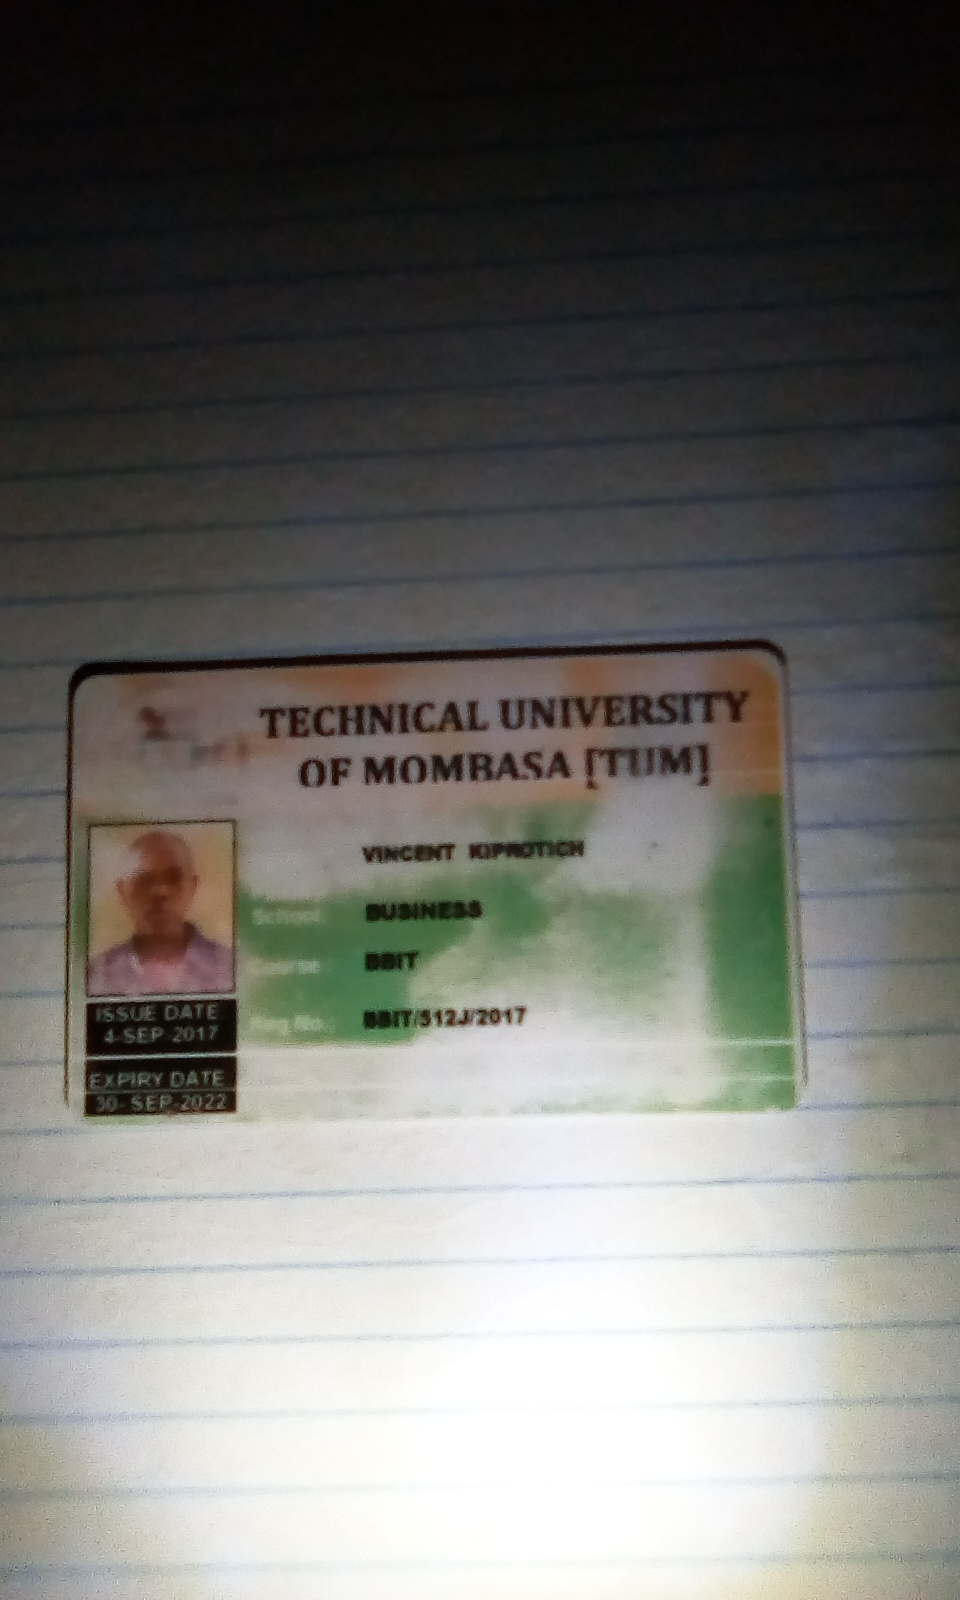 TECHNICAL UNIVERSITY
OF MOMBASA [TUM]
VINCENT KIPROTICH
School: BUSINESS
Course: BBIT
Reg No.: BBIT/512J/2017
ISSUE DATE
4-SEP-2017
EXPIRY DATE
30- SEP-2022